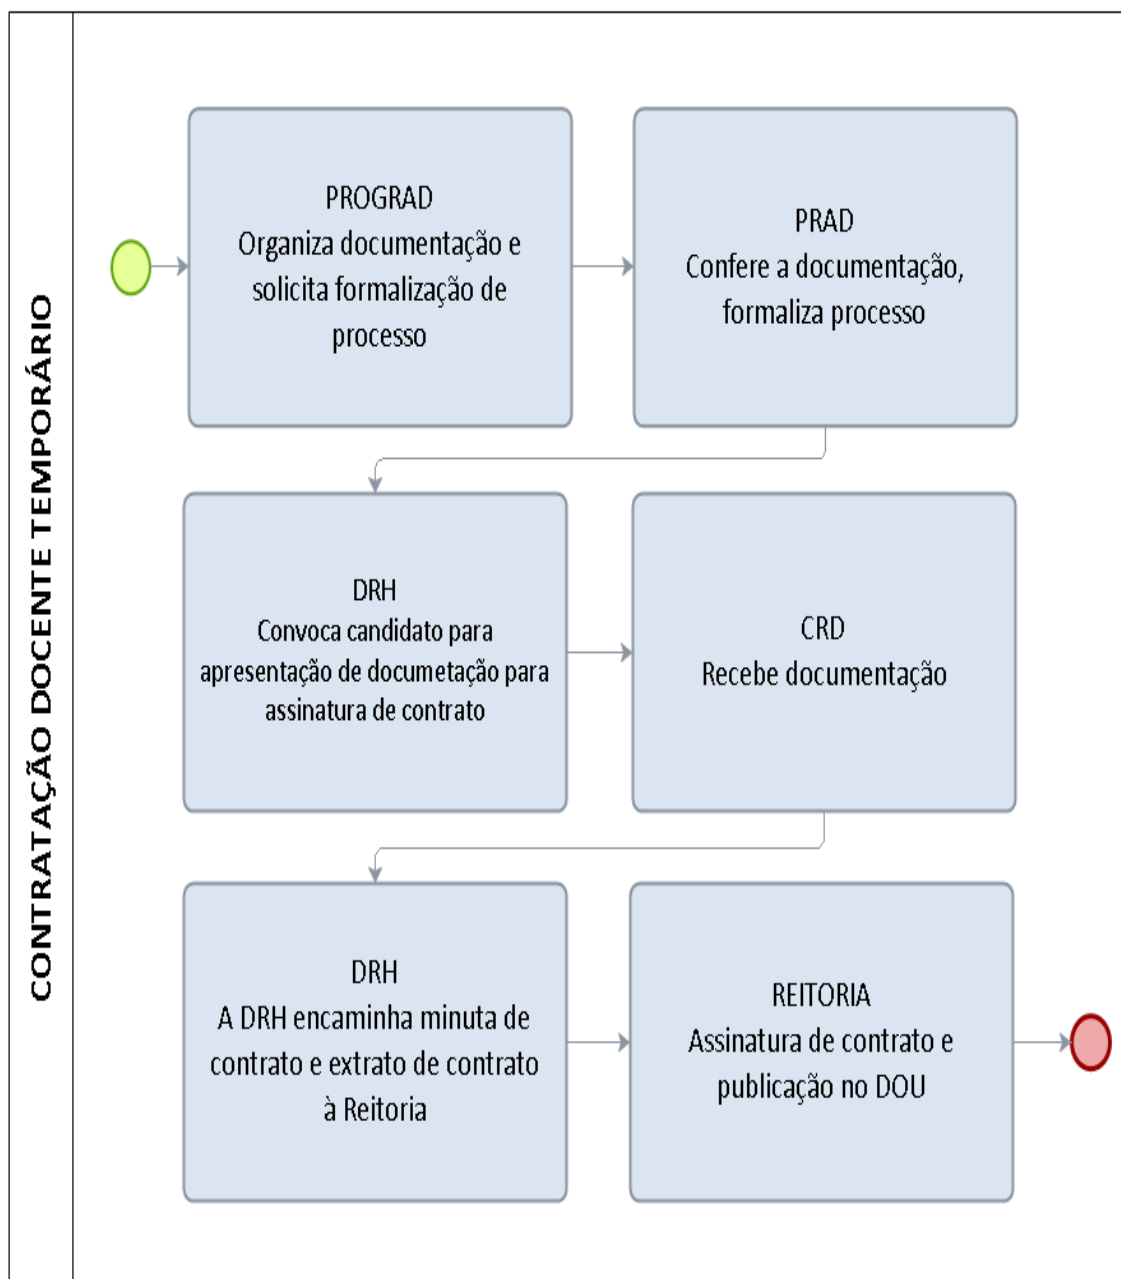 CONTRATAÇÃO DOCENTE TEMPORÁRIO
PROGRAD
Organiza documentação e
solicita formalização de
processo
PRAD
Confere a documentação,
formaliza processo
DRH
Convoca candidato para
apresentação de documetação para
assinatura de contrato
CRD
Recebe documentação
DRH
A DRH encaminha minuta de
contrato e extrato de contrato
à Reitoria
REITORIA
Assinatura de contrato e
publicação no DOU